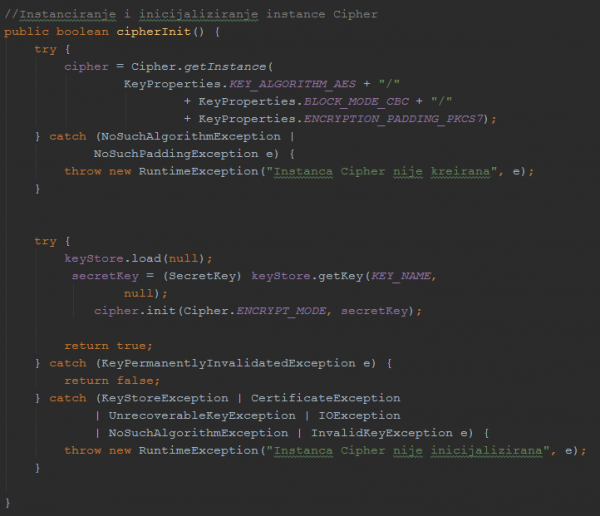 //Instanciranje i inicijaliziranje instance Cipher
public boolean cipherInit() {
    try {
        cipher = Cipher.getInstance(
                KeyProperties.KEY_ALGORITHM_AES + "/"
                        + KeyProperties.BLOCK_MODE_CBC + "/"
                        + KeyProperties.ENCRYPTION_PADDING_PKCS7);
    } catch (NoSuchAlgorithmException |
            NoSuchPaddingException e) {
        throw new RuntimeException("Instanca Cipher nije kreirana", e);
    }
    try {
        keyStore.load(null);
         secretKey = (SecretKey) keyStore.getKey(KEY_NAME,
                null);
            cipher.init(Cipher.ENCRYPT_MODE, secretKey);
        return true;
    } catch (KeyPermanentlyInvalidatedException e) {
        return false;
    } catch (KeyStoreException | CertificateException
            | UnrecoverableKeyException | IOException
            | NoSuchAlgorithmException | InvalidKeyException e) {
        throw new RuntimeException("Instanca Cipher nije inicijalizirana", e);
    }
}